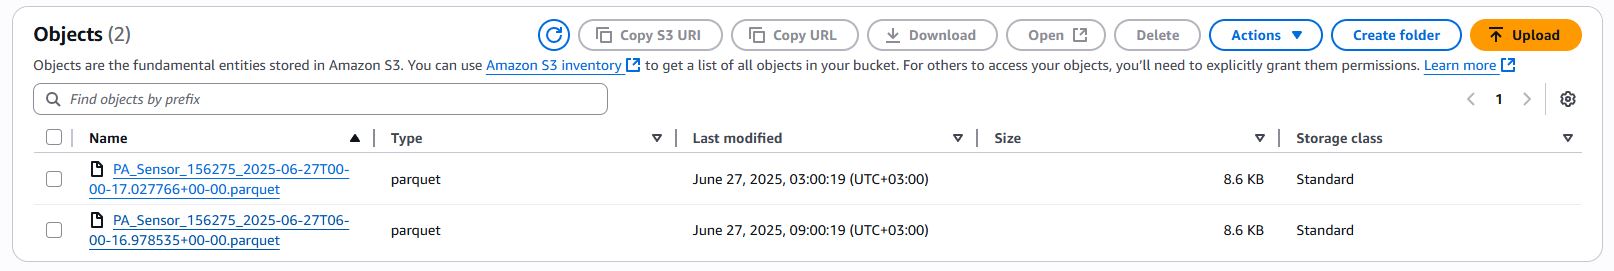 Objects (2)
Copy S3 URI
Copy URL
Download
Open
Delete
Actions
Create folder
Upload
Objects are the fundamental entities stored in Amazon S3. You can use Amazon S3 inventory to get a list of all objects in your bucket. For others to access your objects, you'll need to explicitly grant them permissions. Learn more
Find objects by prefix
1
Name
Type
Last modified
Size
Storage class
PA_Sensor_156275_2025-06-27T00-
00-17.027766+00-00.parquet
parquet
June 27, 2025, 03:00:19 (UTC+03:00)
8.6 KB
Standard
PA_Sensor_156275_2025-06-27T06-
00-16.978535+00-00.parquet
parquet
June 27, 2025, 09:00:19 (UTC+03:00)
8.6 KB
Standard